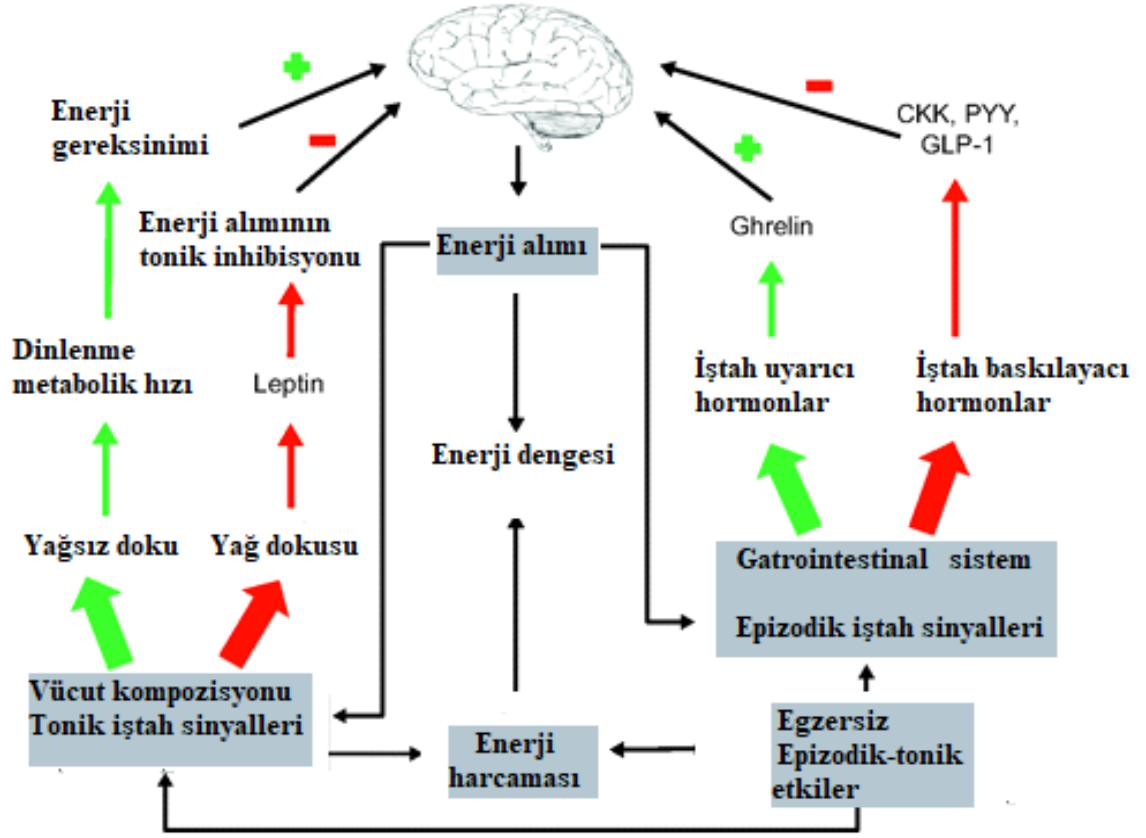 Enerji
gereksinimi
CKK, PYY,
GLP-1
Enerji alımının
tonik inhibisyonu
Enerji alımı
Ghrelin
Dinlenme
metabolik hızı
Leptin
İştah uyarıcı
hormonlar
İştah baskılayacı
hormonlar
Enerji dengesi
Yağsız doku
Yağ dokusu
Gatrointestinal sistem
Epizodik iştah sinyalleri
Vücut kompozisyonu
Tonik iştah sinyalleri
Enerji
harcaması
Egzersiz
Epizodik-tonik
etkiler